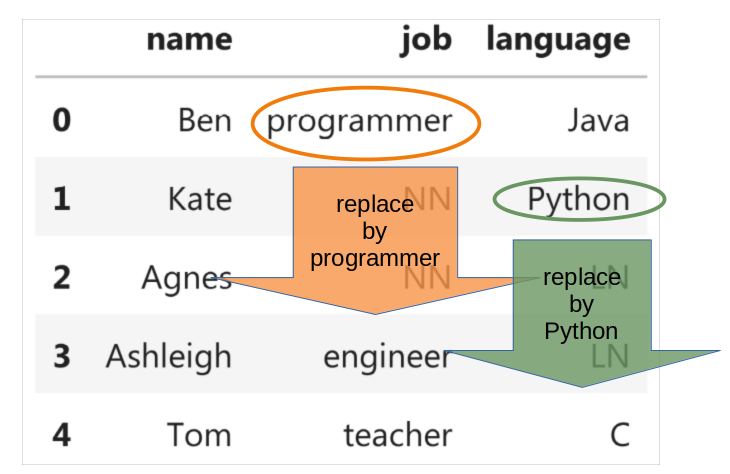 name job language
0 Ben programmer Java
1 Kate NN Python
replace
by
programmer
2 Agnes NN LN
replace
by
Python
3 Ashleigh engineer LN
4 Tom teacher C